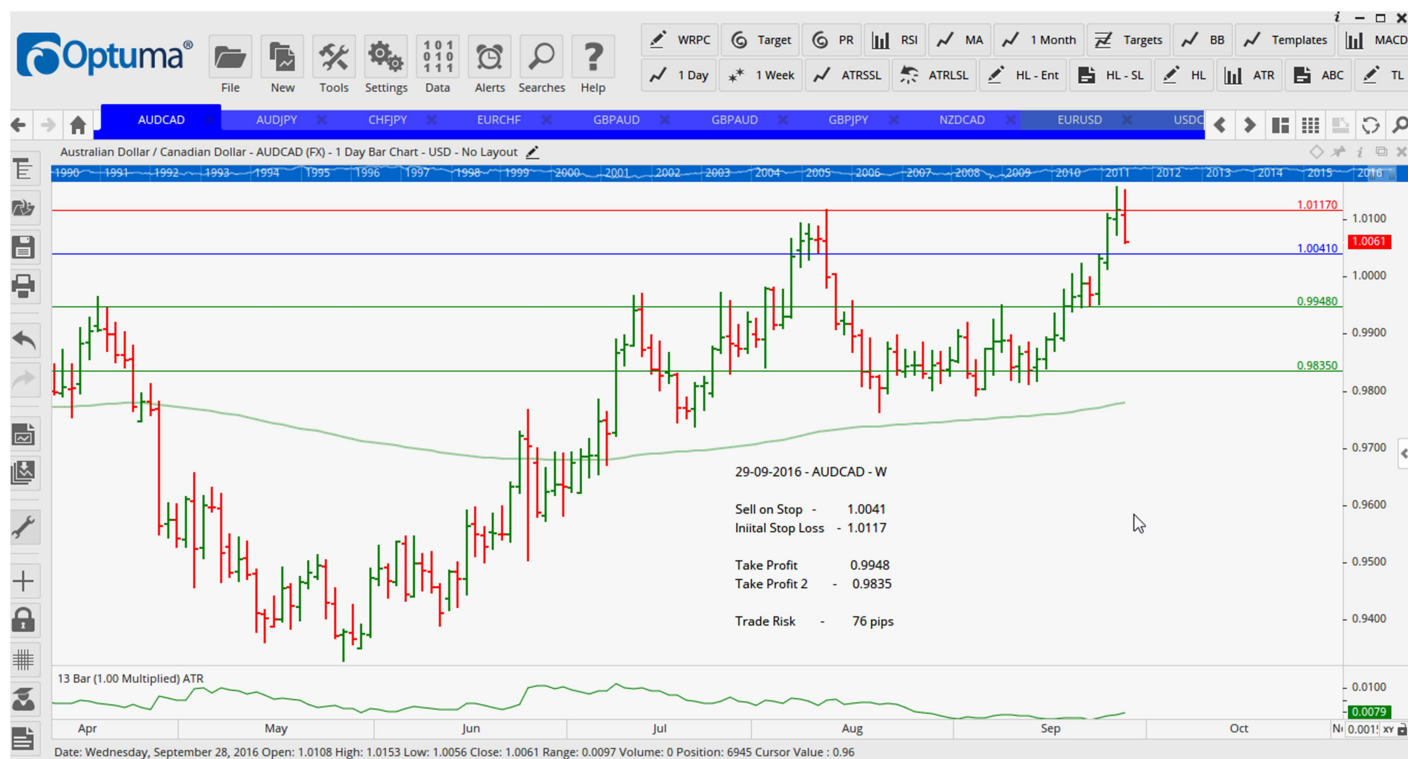 i
Optuma®
File New Tools Settings Data Alerts Searches Help
WRPC Target PR RSI MA 1 Month Targets BB Templates MACD
1 Day 1 Week ATRSSL ATRLSL HL - Ent HL - SL HL ATR ABC TL
AUDCAD AUDJPY CHFJPY EURCHF GBPAUD GBPAUD GBPJPY NZDCAD EURUSD USDC
Australian Dollar / Canadian Dollar - AUDCAD (FX) - 1 Day Bar Chart - USD - No Layout
1990 1991 1992 1993 1994 1995 1996 1997 1998 1999 2000 2001 2002 2003 2004 2005 2006 2007 2008 2009 2010 2011 2012 2013 2014 2015 2016
1.01170
1.0100
1.0061
1.00410
1.0000
0.99480
0.9900
0.98350
0.9800
0.9700
29-09-2016 - AUDCAD - W
0.9600
Sell on Stop - 1.0041
Iniital Stop Loss - 1.0117
0.9500
Take Profit 0.9948
Take Profit 2 - 0.9835
0.9400
Trade Risk - 76 pips
13 Bar (1.00 Multiplied) ATR
0.0100
0.0079
Apr May Jun Jul Aug Sep Oct
XY
Date: Wednesday, September 28, 2016 Open: 1.0108 High: 1.0153 Low: 1.0056 Close: 1.0061 Range: 0.0097 Volume: 0 Position: 6945 Cursor Value : 0.96